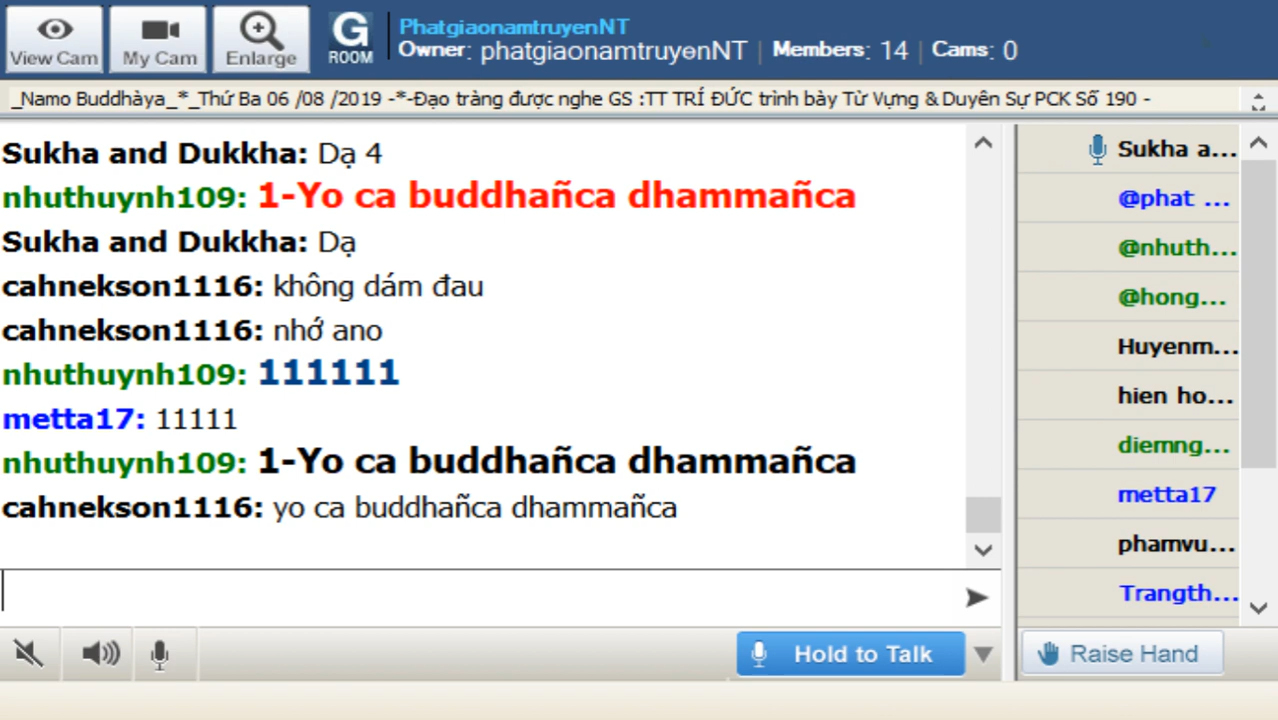 View Cam
My Cam
Enlarge
G
ROOM
PhatgiaonamtruyenNT
Owner: phatgiaonamtruyenNT | Members: 14 | Cams: 0
_Namo Buddhàya_*_Thứ Ba 06 /08 /2019 -*-Đạo tràng được nghe GS :TT TRÍ ĐỨC trình bày Từ Vựng & Duyên Sự PCK Số 190 -
Sukha and Dukkha: Dạ 4
nhuthuynh109: 1-Yo ca buddhañca dhammañca
Sukha and Dukkha: Dạ
cahnekson1116: không dám đau
cahnekson1116: nhớ ano
nhuthuynh109: 111111
metta17: 11111
nhuthuynh109: 1-Yo ca buddhañca dhammañca
cahnekson1116: yo ca buddhañca dhammañca
Hold to Talk
Sukha a...
@phat ...
@nhuth...
@hong...
Huyenm...
hien ho...
diemng...
metta17
phamvu...
Trangth...
Raise Hand